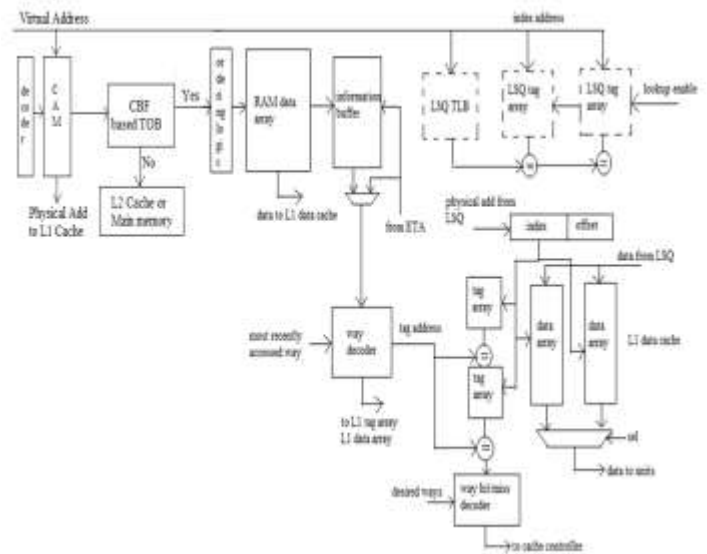 Virtual Address
index address
decoder
CAM
CBF
based TOB
Yes
No
L2 Cache or
Main memory
Physical Add
to L1 Cache
RAM data
array
information
buffer
data to L1 data cache
from ETA
LSQ TLB
LSQ tag
array
LSQ tag
array
lookup enable
=
=
physical add from
LSQ
index
offset
data from LSQ
tag
array
data
array
data
array
L1 data cache
most recently
accessed way
way
decoder
tag address
=
tag
array
to L1 tag array
L1 data array
=
sel
data to units
desired ways
way hit/miss
decoder
to cache controller